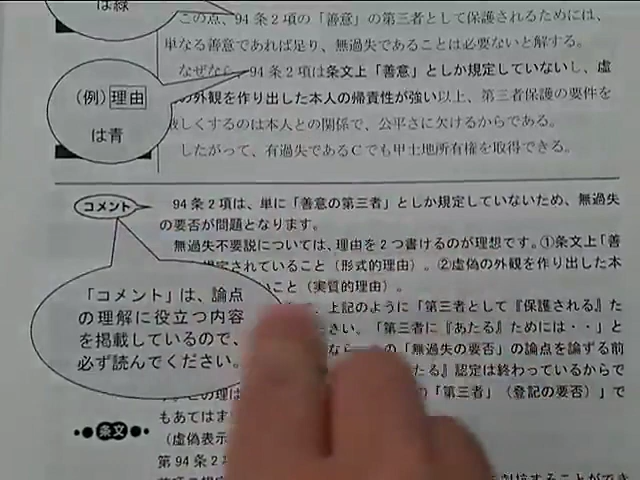 は緑
この点、94条2項の「善意」の第三者として保護されるためには、
単なる善意であれば足り、無過失であることは必要ないと解する。
なぜなら、94条2項は条文上「善意」としか規定していないし、虚
の外観を作り出した本人の帰責性が強い以上、第三者保護の要件を
しくするのは本人との関係で、公平さに欠けるからである。
したがって、有過失であるCでも甲土地所有権を取得できる。
(例)理由
は青
コメント
94条2項は、単に「善意の第三者」としか規定していないため、無過失
の要否が問題となります。
無過失不要説については、理由を2つ書けるのが理想です。①条文上「善
規定されていること(形式的理由)。②虚偽の外観を作り出した本
こと(実質的理由)。
、上記のように「第三者として『保護される』た
さい。「第三者に『あたる』ためには・・」と
なら――の「無過失の要否」の論点を論ずる前
たる』認定は終わっているからで
の「第三者」(登記の要否)」で
もあてはま
「コメント」は、論点
の理解に役立つ内容
を掲載しているので、
必ず読んでください。
条文
(虚偽表示
第94条2